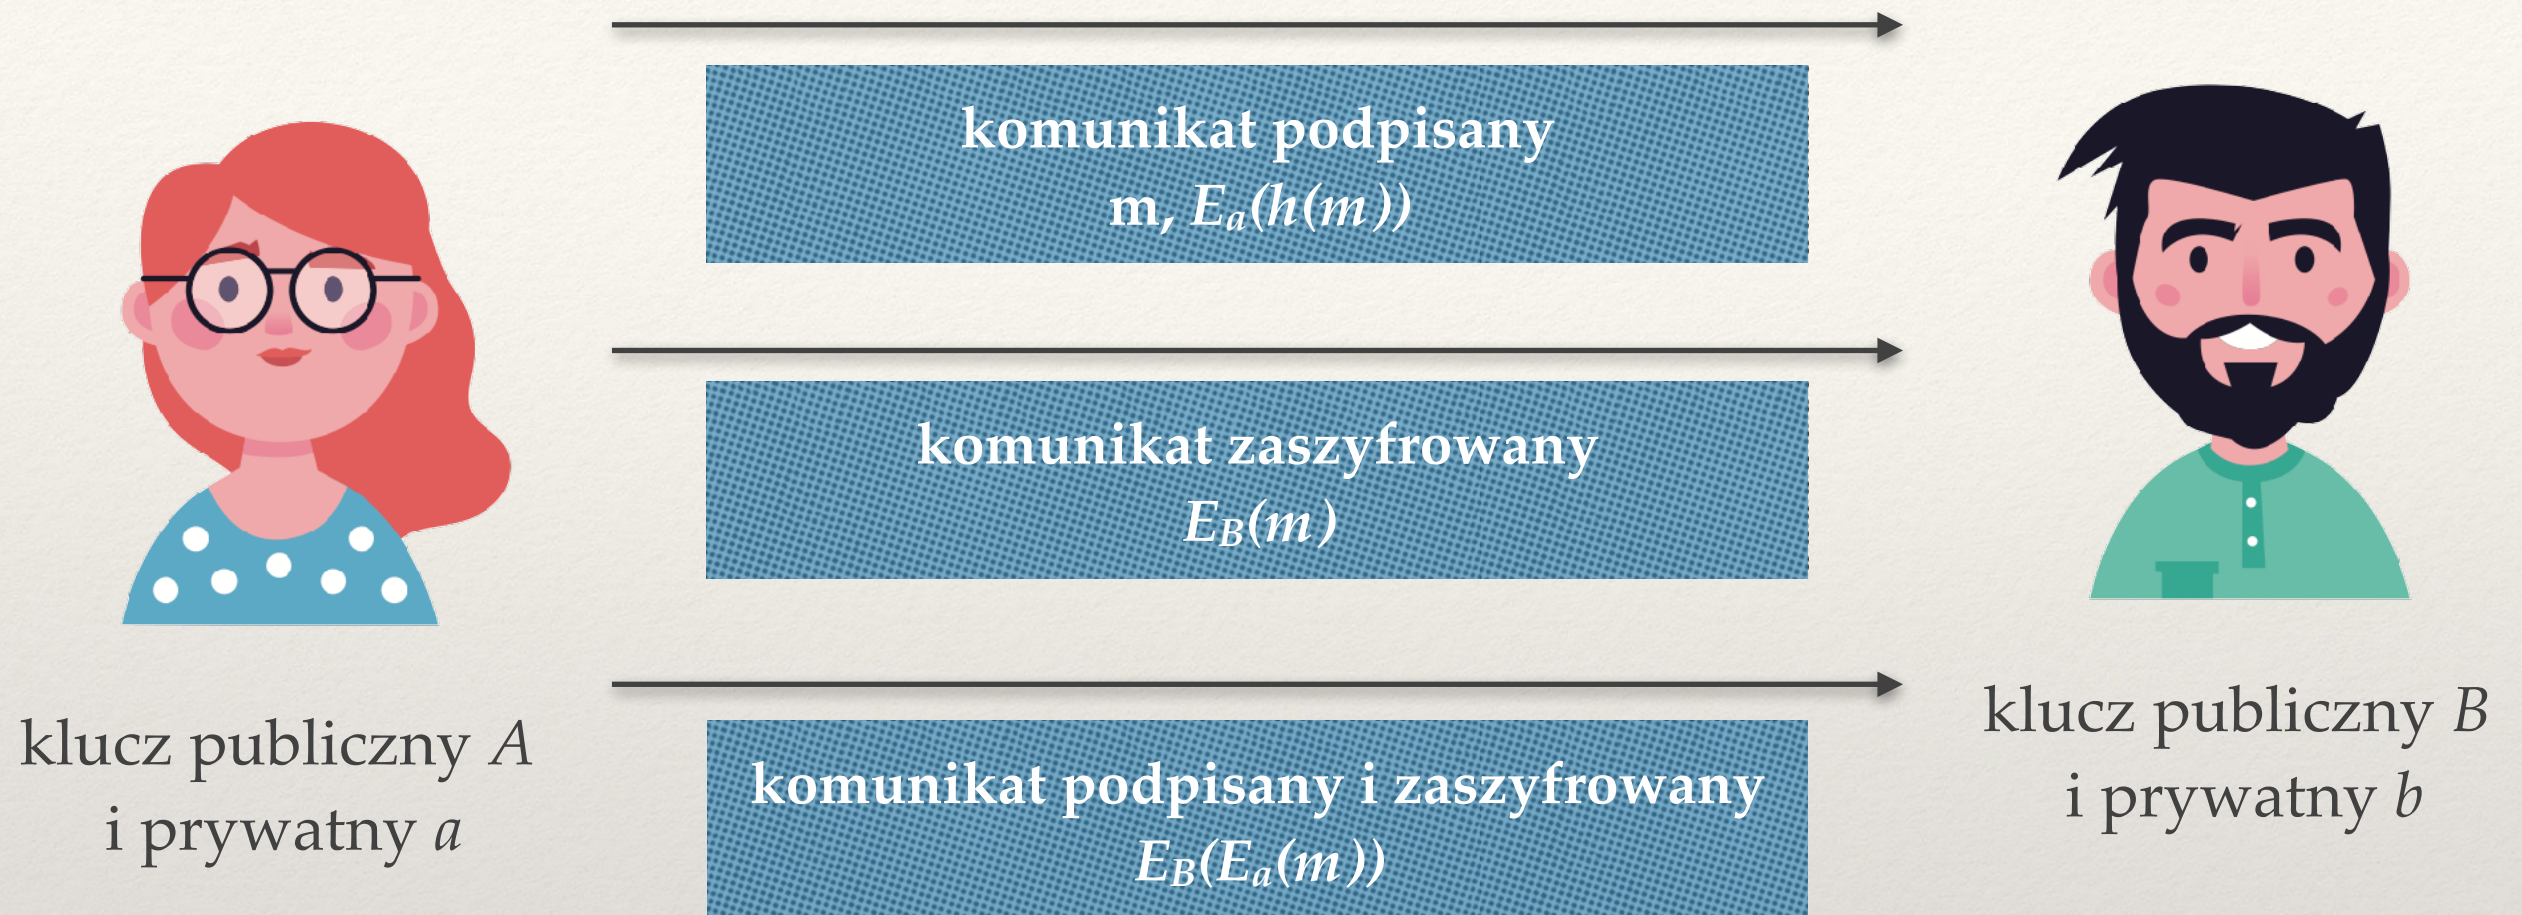 komunikat podpisany
m, Eₐ(h(m))
komunikat zaszyfrowany
E_B(m)
komunikat podpisany i zaszyfrowany
E_B(Eₐ(m))
klucz publiczny A
i prywatny a
klucz publiczny B
i prywatny b